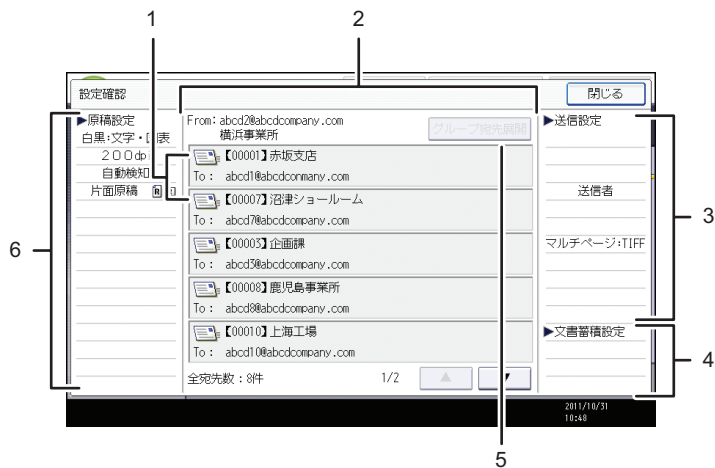 1
2
設定確認
閉じる
▶原稿設定
白黒:文字・ 表
200dpi
自動検知
片面原稿 R
From: abcd2@abcdcompany.com
横浜事業所
グループ宛先展開
【00001】赤坂支店
To : abcd1@abcdconmany.com
【00007】沼津ショールーム
To : abcd7@abcdcompany.com
【00003】企画課
To : abcd3@abcdcompany.com
【00008】鹿児島事業所
To : abcd8@abcdcompany.com
【00010】上海工場
To : abcd10@abcdcompany.com
全宛先数:8件
1/2
▲
▼
▶送信設定
送信者
マルチページ:TIFF
▶文書蓄積設定
2011/10/31
10:48
3
4
5
6